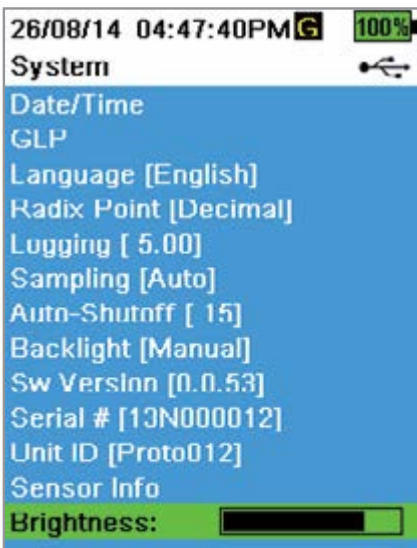 26/08/14 04:47:40PM G 100%
System
Date/Time
GLP
Language [English]
Radix Point [Decimal]
Logging [ 5.00]
Sampling [Auto]
Auto-Shutoff [ 15]
Backlight [Manual]
Sw Version [0.0.53]
Serial # [13N000012]
Unit ID [Proto012]
Sensor Info
Brightness: